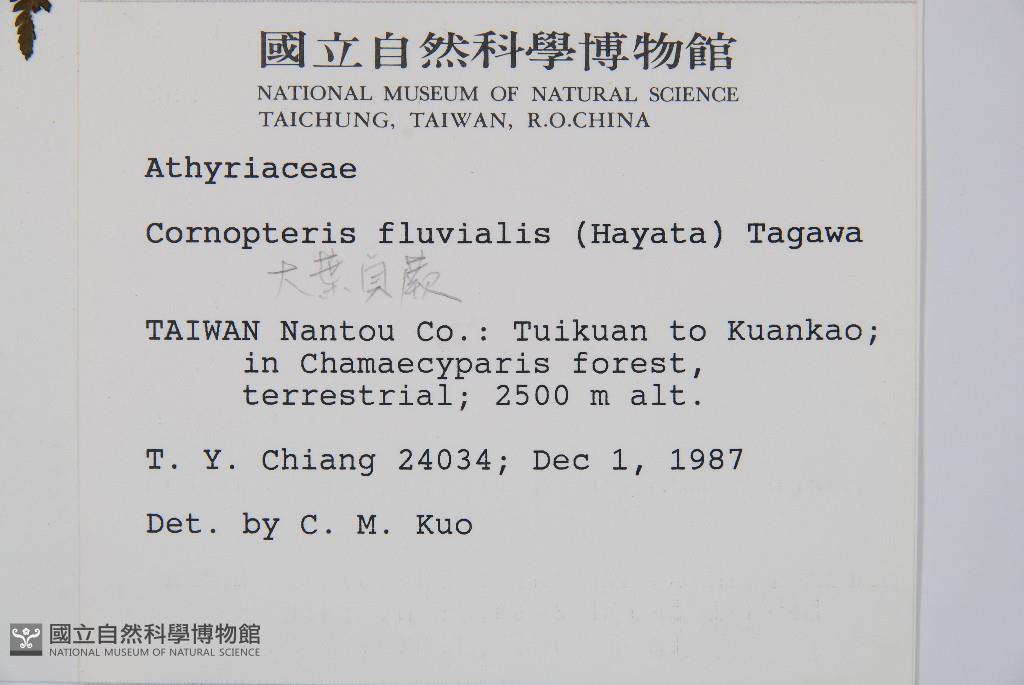 國立自然科學博物館
NATIONAL MUSEUM OF NATURAL SCIENCE
TAICHUNG, TAIWAN, R.O.CHINA
Athyriaceae
Cornopteris fluvialis (Hayata) Tagawa
大葉貞蕨
TAIWAN Nantou Co.: Tuikuan to Kuankao;
in Chamaecyparis forest,
terrestrial; 2500 m alt.
T. Y. Chiang 24034; Dec 1, 1987
Det. by C. M. Kuo
國立自然科學博物館
NATIONAL MUSEUM OF NATURAL SCIENCE